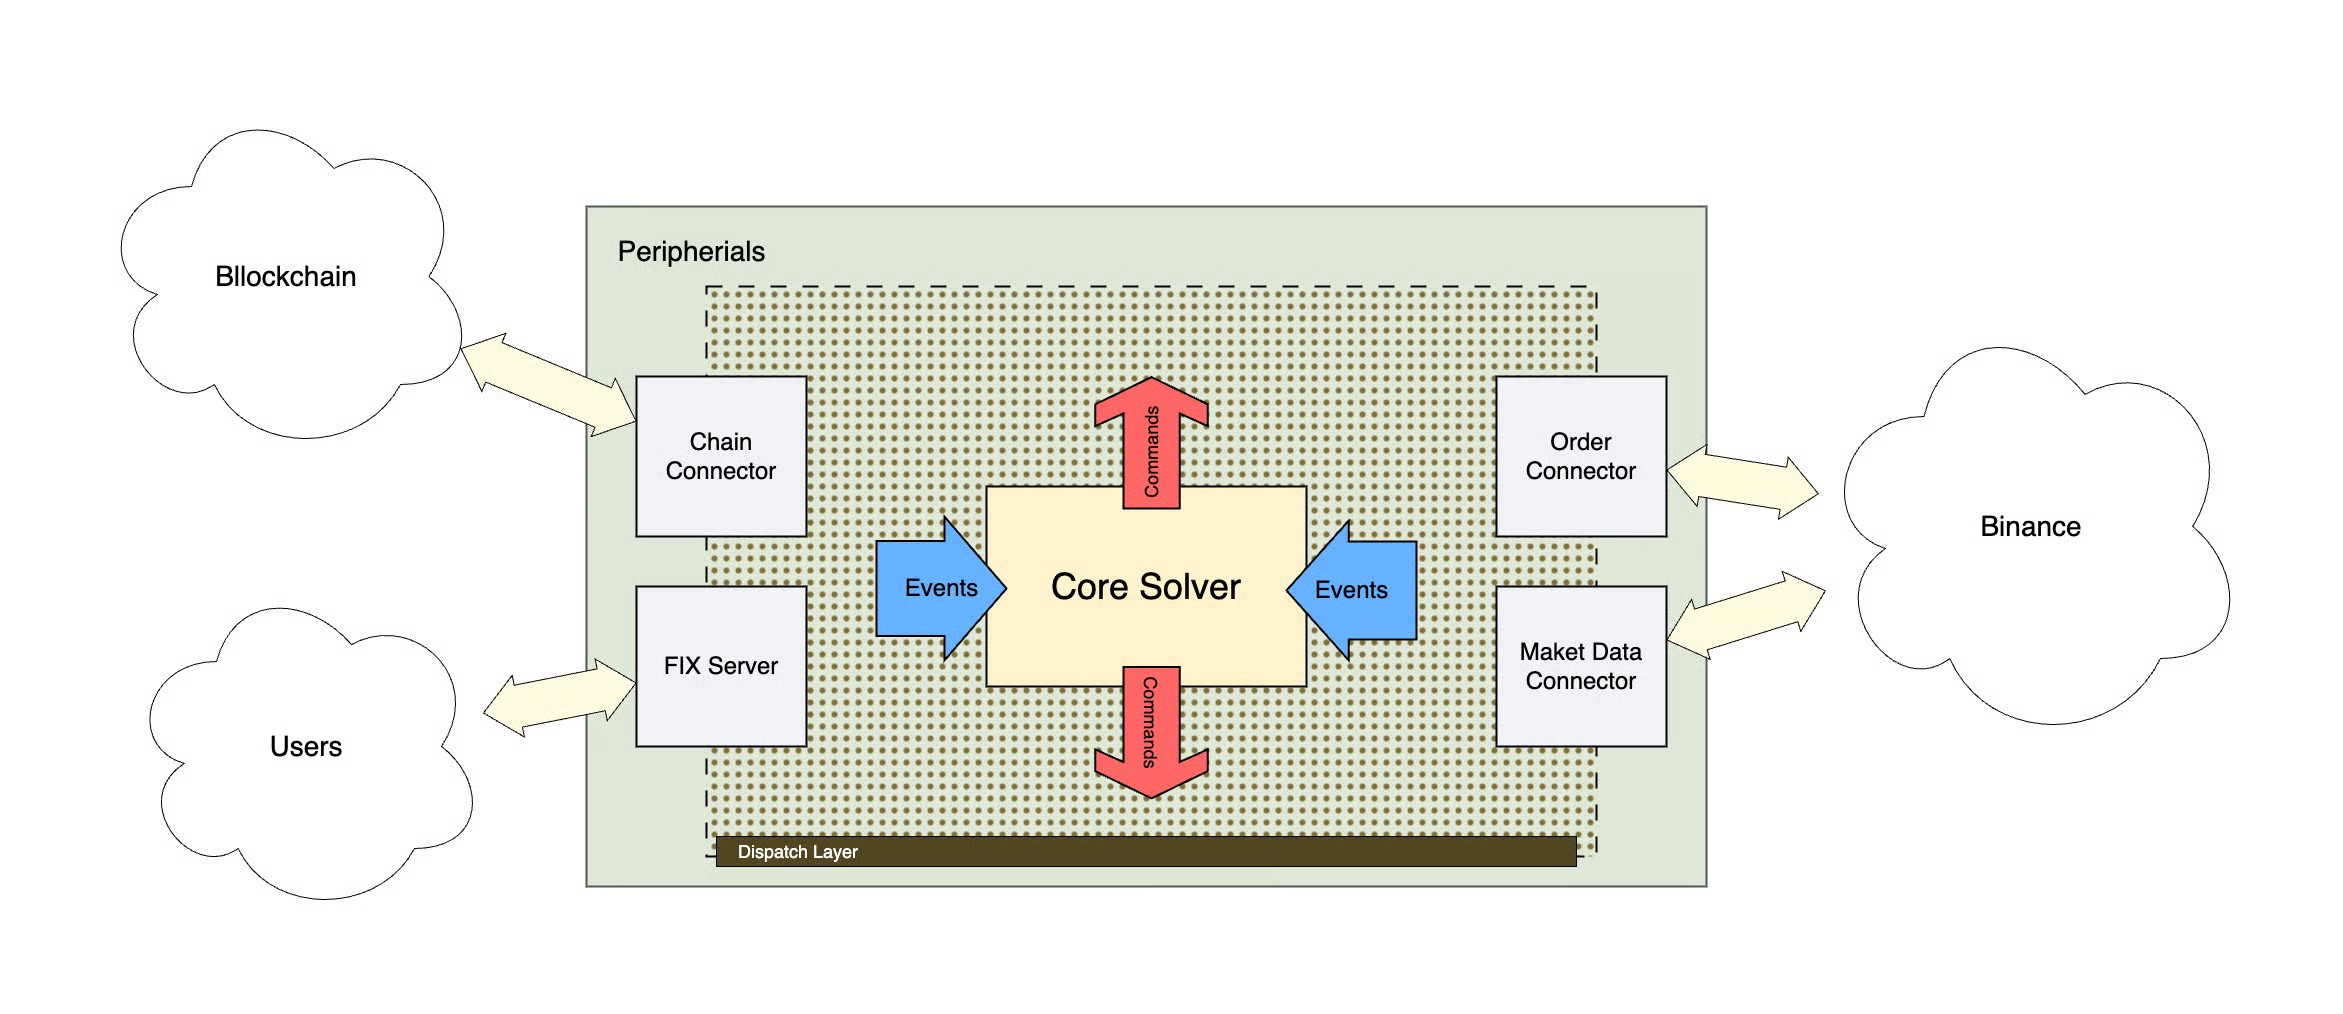 Peripherials
Bllockchain
Chain
Connector
Commands
Order
Connector
Binance
Events
Core Solver
Events
FIX Server
Maket Data
Connector
Commands
Users
Dispatch Layer